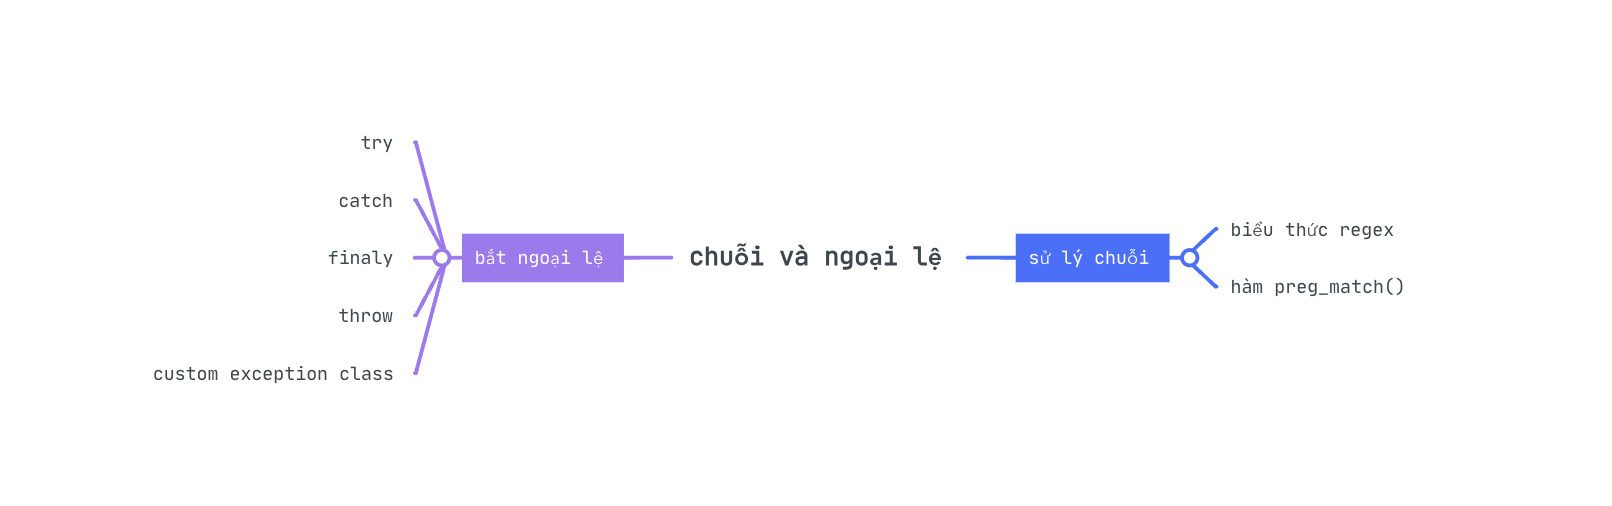 try
catch
finaly
throw
custom exception class
bắt ngoại lệ
chuỗi và ngoại lệ
sử lý chuỗi
biểu thức regex
hàm preg_match()